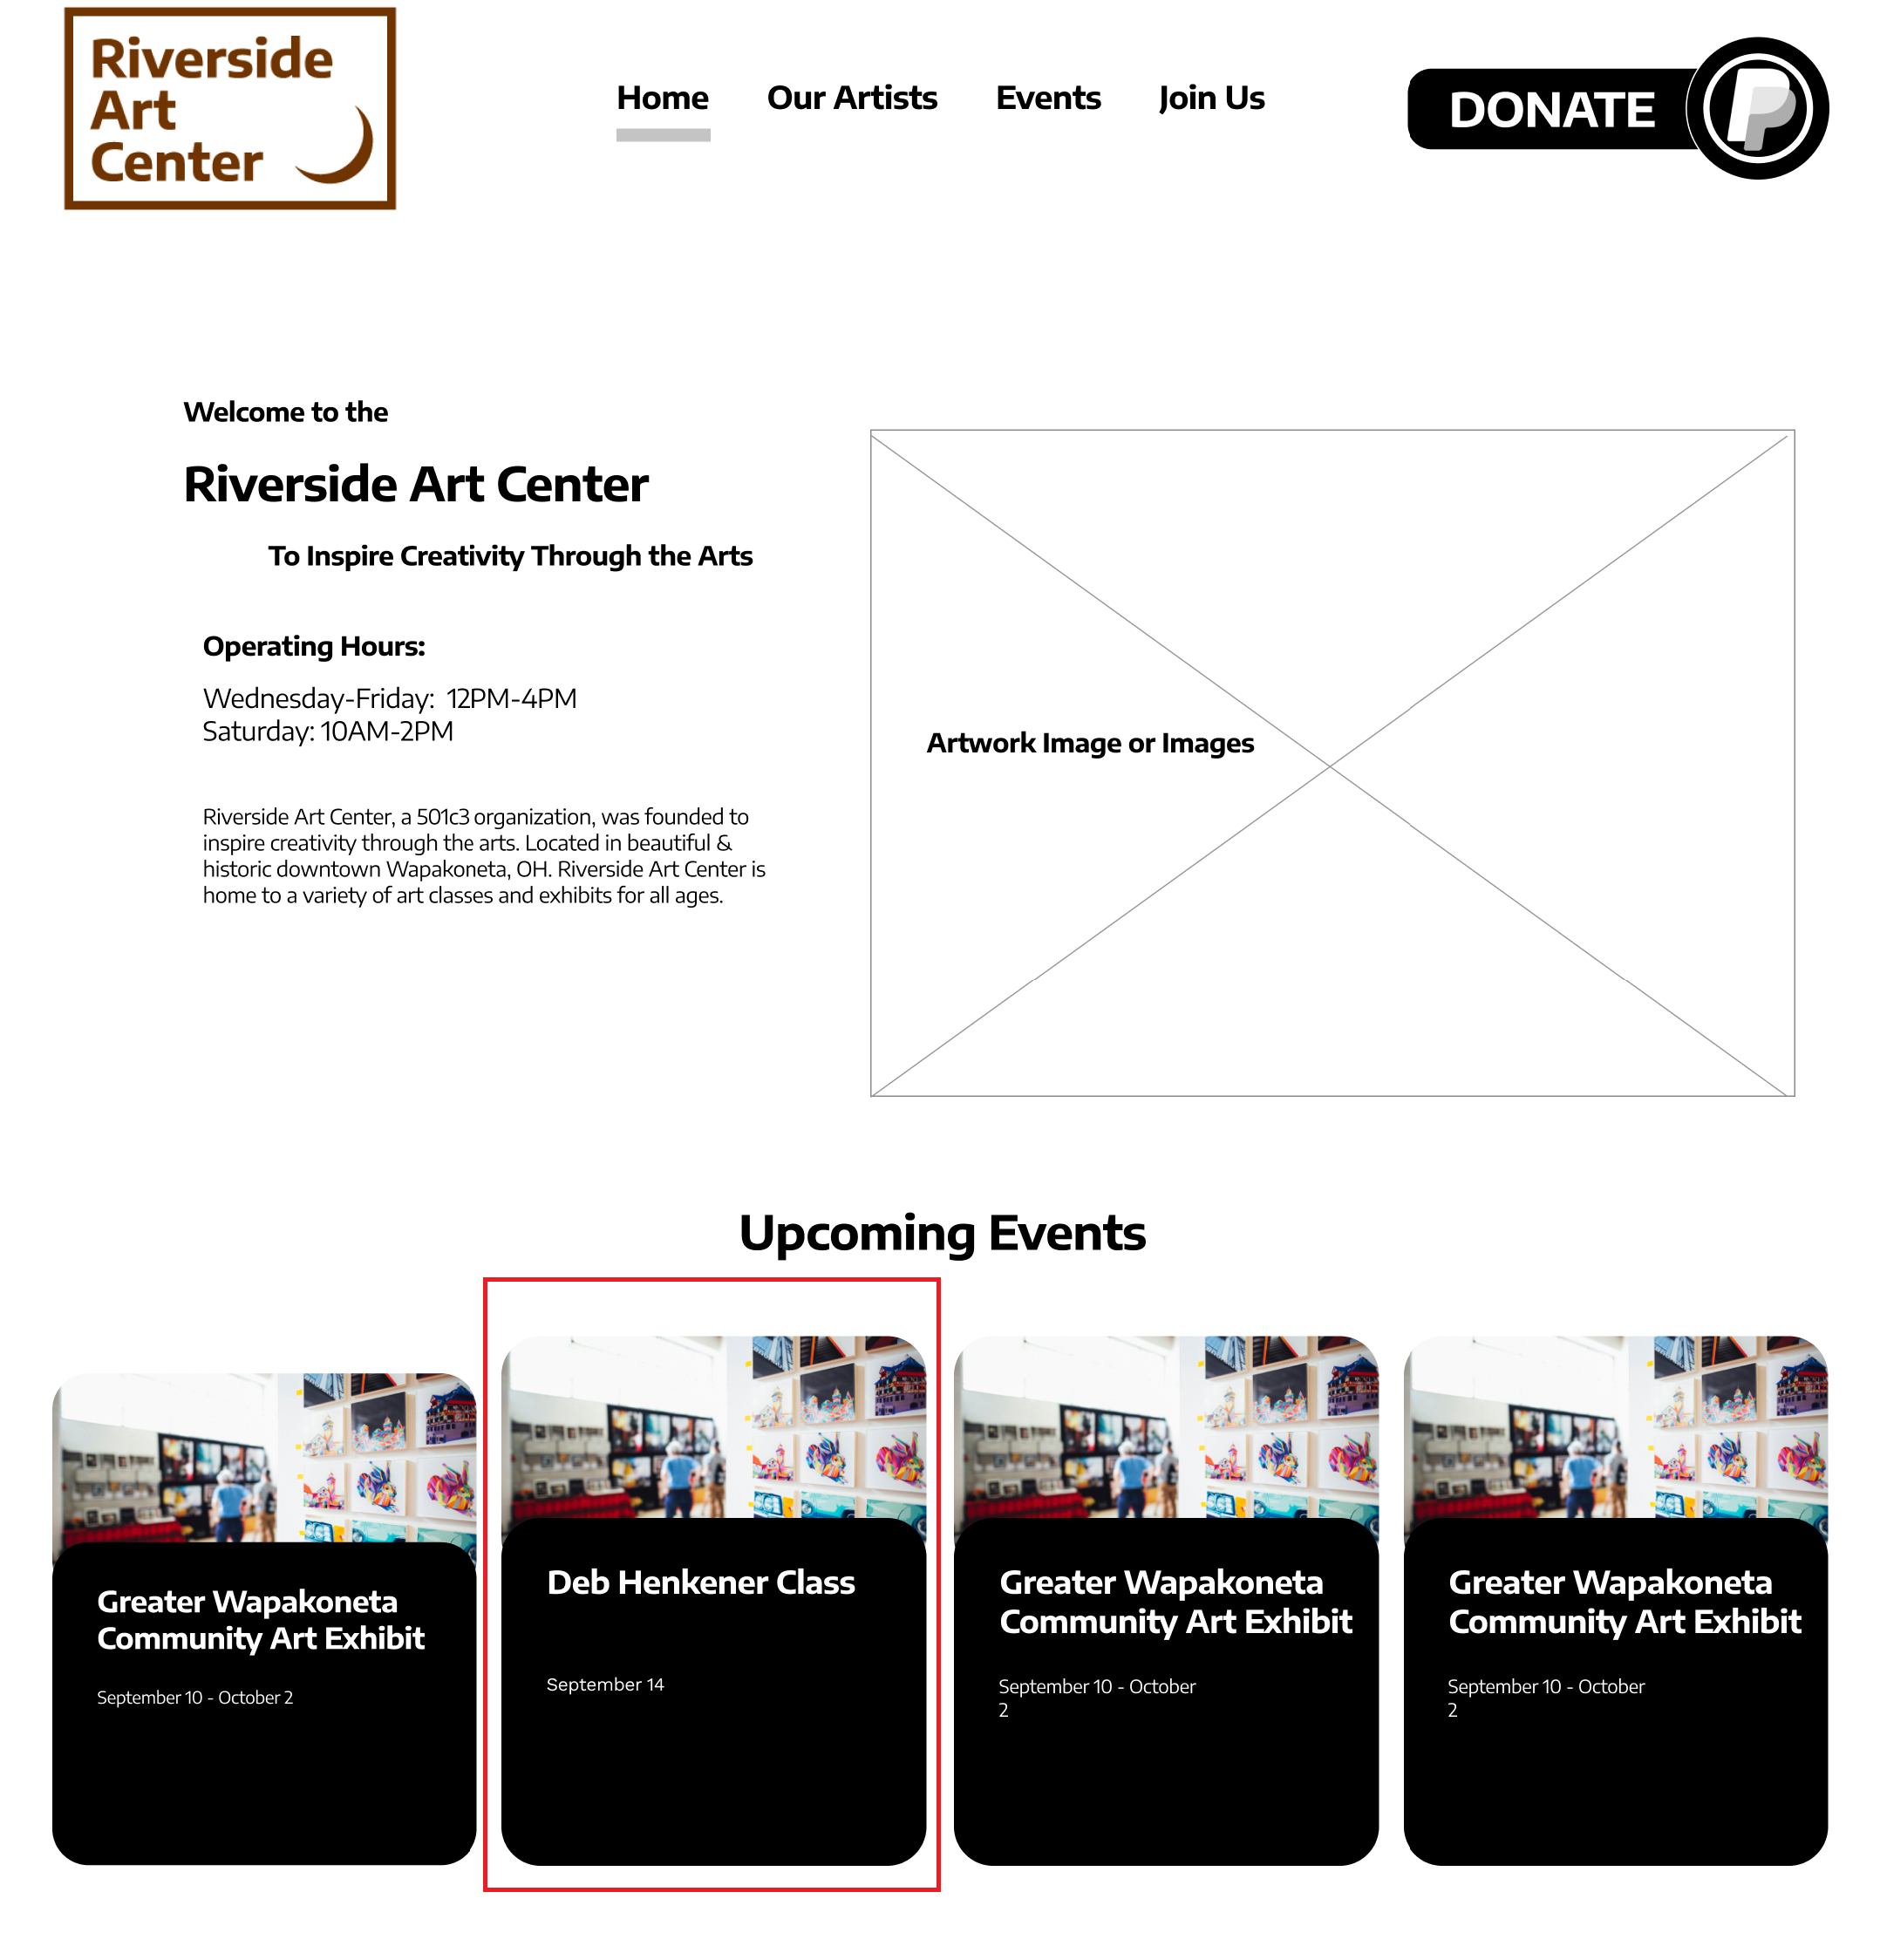 Riverside
Art
Center
Home
Our Artists
Events
Join Us
DONATE
Welcome to the
Riverside Art Center
To Inspire Creativity Through the Arts
Operating Hours:
Wednesday-Friday: 12PM-4PM
Saturday: 10AM-2PM
Riverside Art Center, a 501c3 organization, was founded to
inspire creativity through the arts. Located in beautiful &
historic downtown Wapakoneta, OH. Riverside Art Center is
home to a variety of art classes and exhibits for all ages.
Artwork Image or Images
Upcoming Events
Greater Wapakoneta
Community Art Exhibit
September 10 - October 2
Deb Henkener Class
September 14
Greater Wapakoneta
Community Art Exhibit
September 10 - October
2
Greater Wapakoneta
Community Art Exhibit
September 10 - October
2